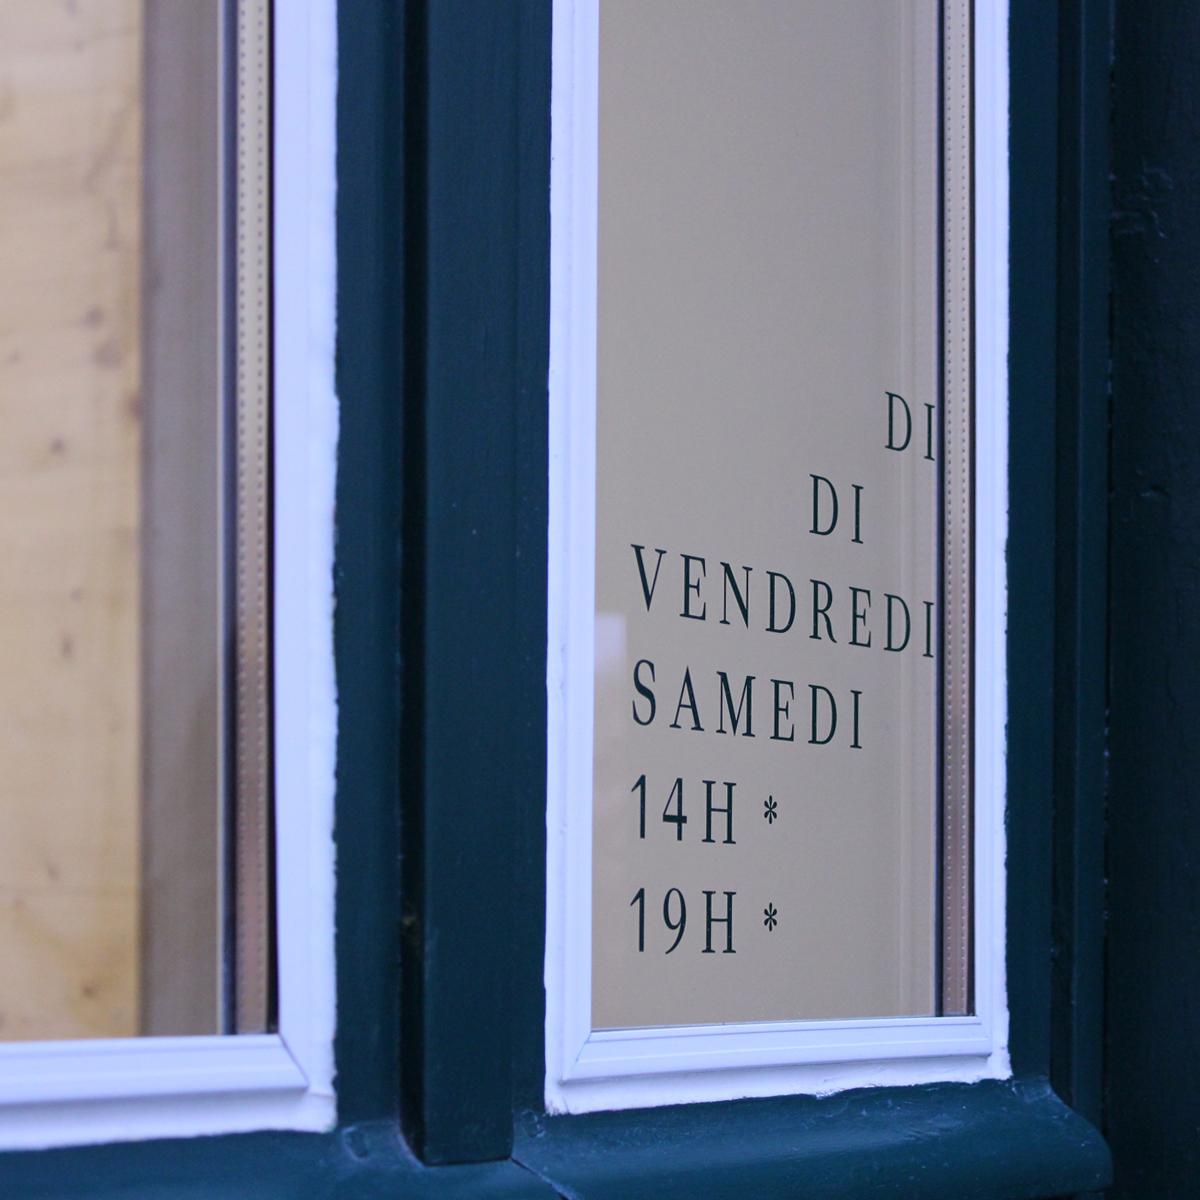 DI
DI
VENDREDI
SAMEDI
14H *
19H *